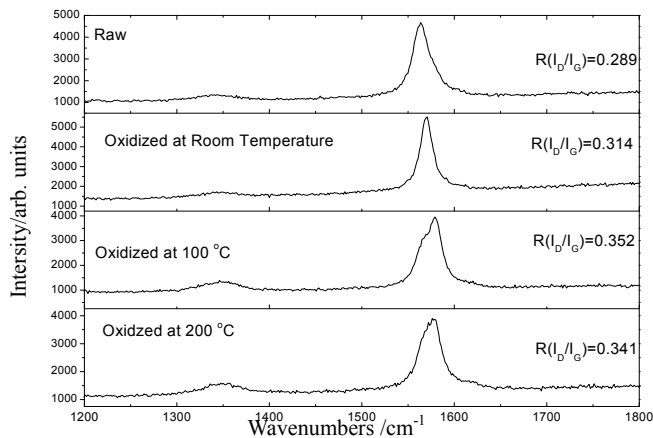 5000
4000
3000
2000
1000
Raw
R(I_D/I_G)=0.289
5000
4000
3000
2000
1000
Oxidized at Room Temperature
R(I_D/I_G)=0.314
4000
3000
2000
1000
Oxidized at 100 °C
R(I_D/I_G)=0.352
4000
3000
2000
1000
Oxidzed at 200 °C
R(I_D/I_G)=0.341
1200 1300 1400 1500 1600 1700 1800
Wavenumbers /cm⁻¹
Intersity/arb. units